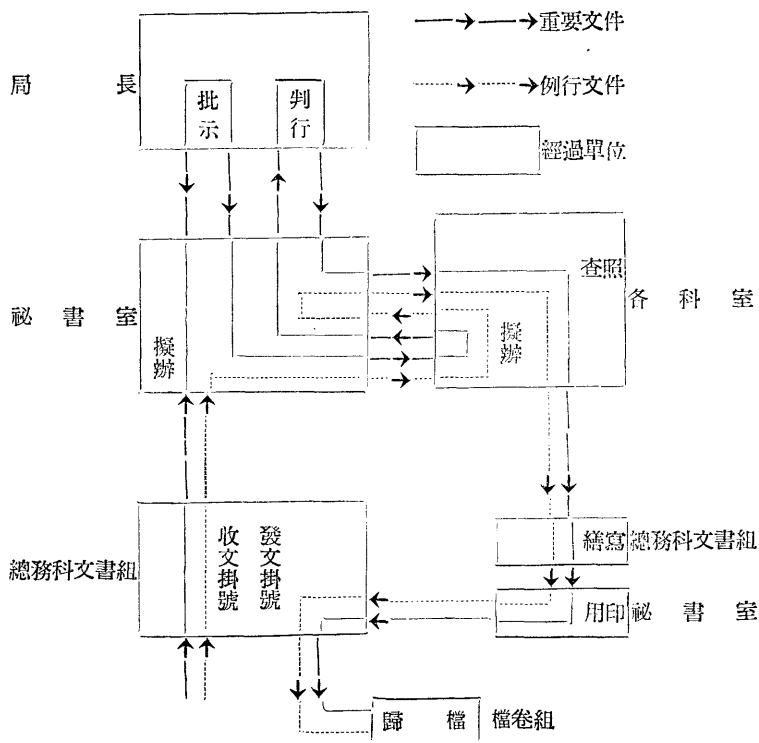 重要文件
例行文件
經過單位
局長
批示
判行
祕書室
擬辦
各科室
查照
擬辦
總務科文書組
收文掛號
發文掛號
繕寫
總務科文書組
用印
祕書室
歸檔
檔卷組